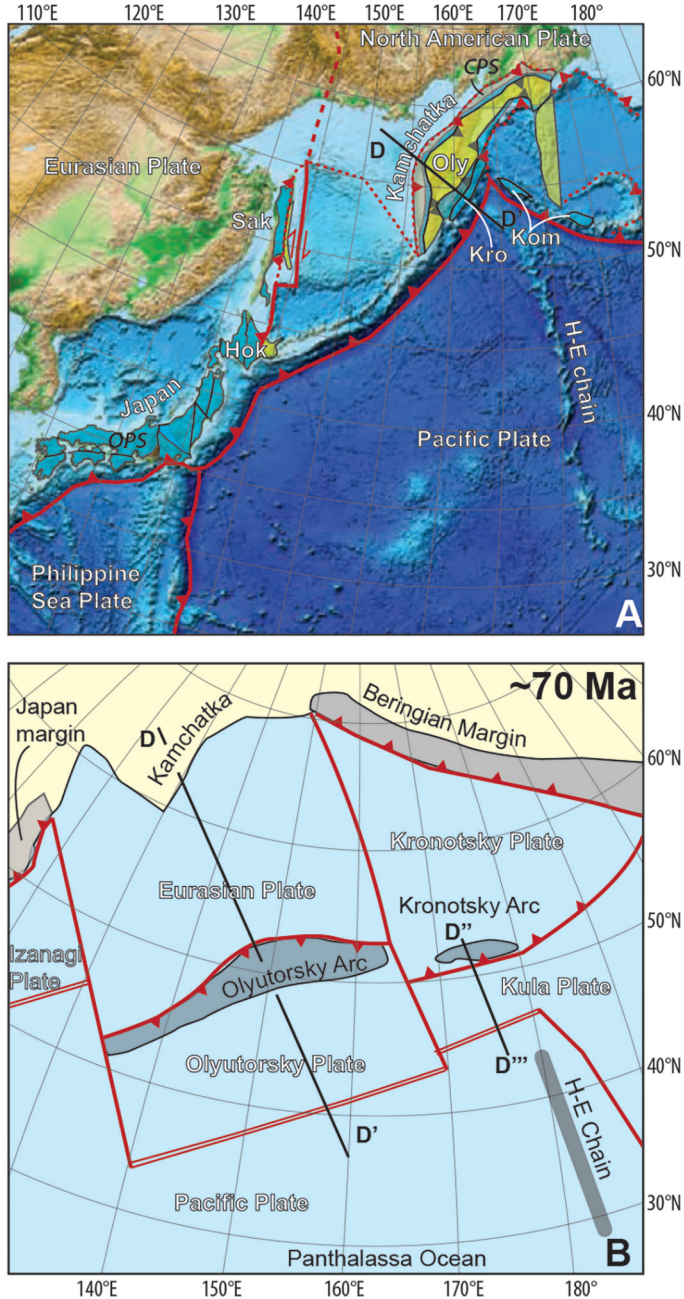 110°E 120°E 130°E 140°E 150°E 160°E 170°E 180°
North American Plate
CPS
60°N
Kamchatka
D
Eurasian Plate
Oly
Sak
D'
Kom
50°N
Kro
Hok
H-E chain
Japan
40°N
OPS
Pacific Plate
30°N
Philippine
Sea Plate
A
~70 Ma
Japan
margin
Beringian Margin
D\
Kamchatka
60°N
Kronotsky Plate
Eurasian Plate
Kronotsky Arc
50°N
D''
Izanagi
Plate
Olyutorsky Arc
Kula Plate
Olyutorsky Plate
D'''
40°N
H-E Chain
D'
Pacific Plate
30°N
Panthalassa Ocean
B
140°E 150°E 160°E 170°E 180°